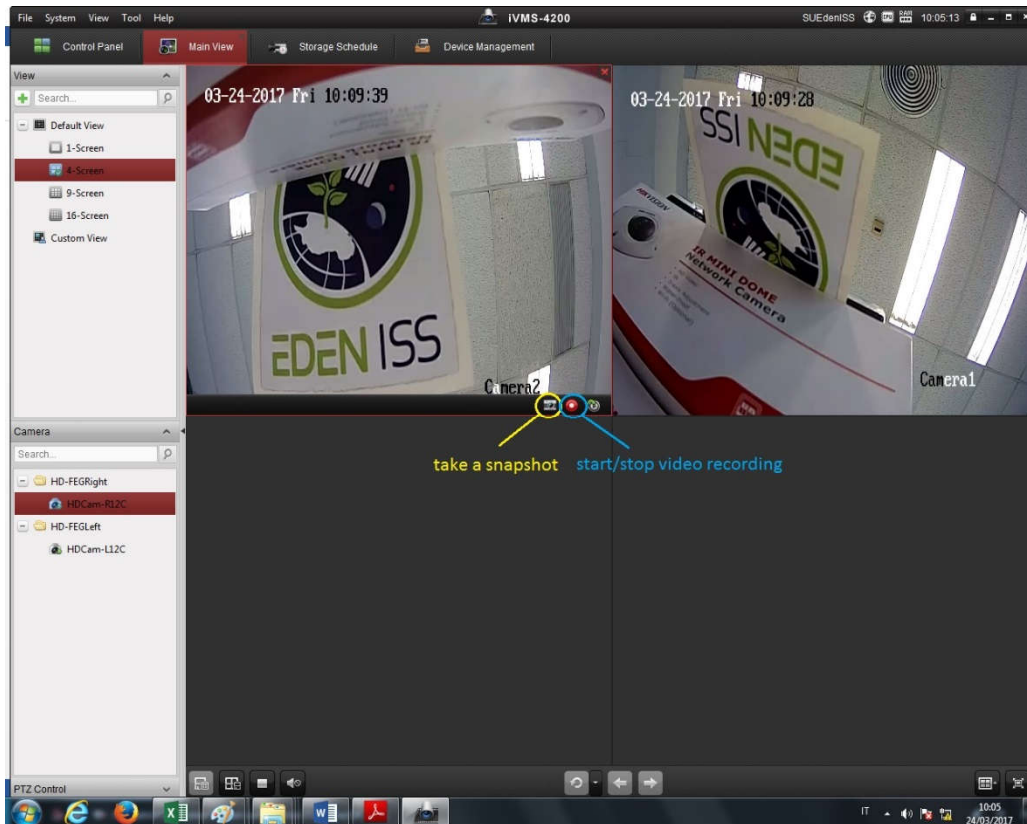 File System View Tool Help
iVMS-4200
SUEdenISS
10:05:13
Control Panel
Main View
Storage Schedule
Device Management
View
Search...
Default View
1-Screen
4-Screen
9-Screen
16-Screen
Custom View
Camera
Search...
HD-FEGRight
HDCam-R12C
HD-FEGLeft
HDCam-L12C
PTZ Control
03-24-2017 Fri 10:09:39
EDEN ISS
Camera2
03-24-2017 Fri 10:09:28
EDEN ISS
HIKVISION
IR MINI DOME
Network Camera
Camera1
take a snapshot
start/stop video recording
IT
10:05
24/03/2017